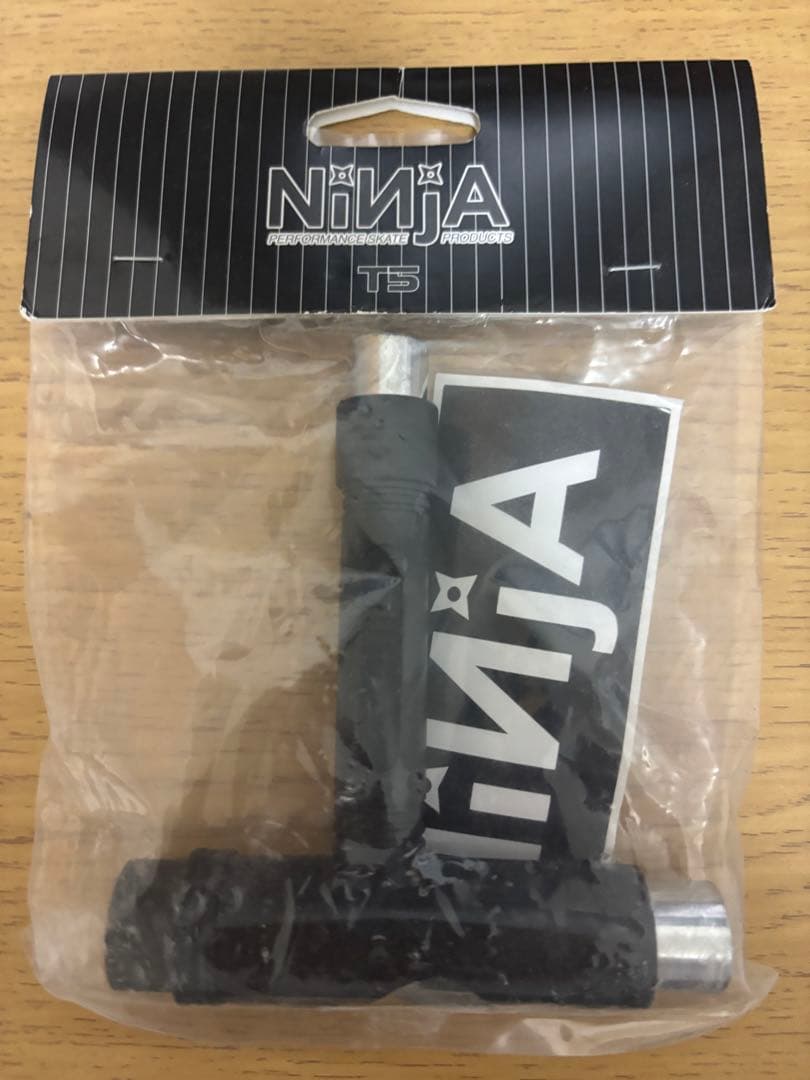 NiNjA
PERFORMANCE SKATE PRODUCTS
T5
NiNjA